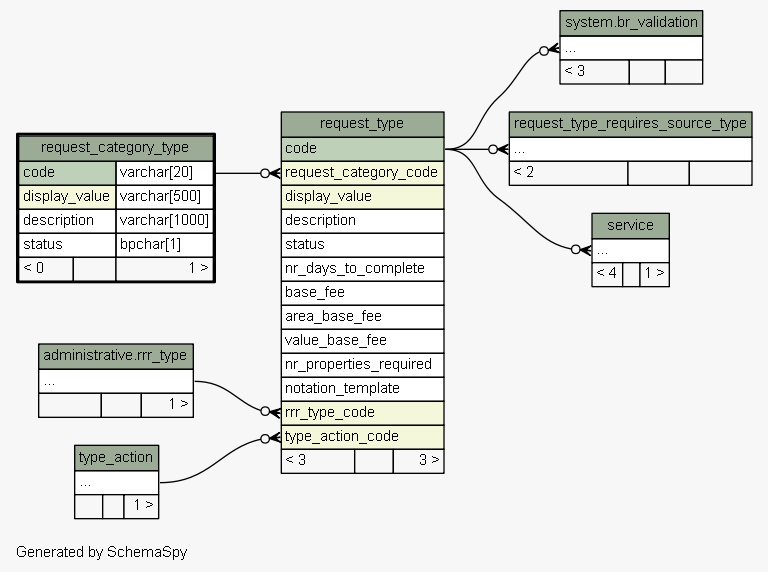 system.br_validation
...
< 3
request_type
code
request_category_code
display_value
description
status
nr_days_to_complete
base_fee
area_base_fee
value_base_fee
nr_properties_required
notation_template
rrr_type_code
type_action_code
< 3 3 >
request_type_requires_source_type
...
< 2
request_category_type
code varchar[20]
display_value varchar[500]
description varchar[1000]
status bpchar[1]
< 0 1 >
service
...
< 4 1 >
administrative.rrr_type
...
1 >
type_action
...
1 >
Generated by SchemaSpy